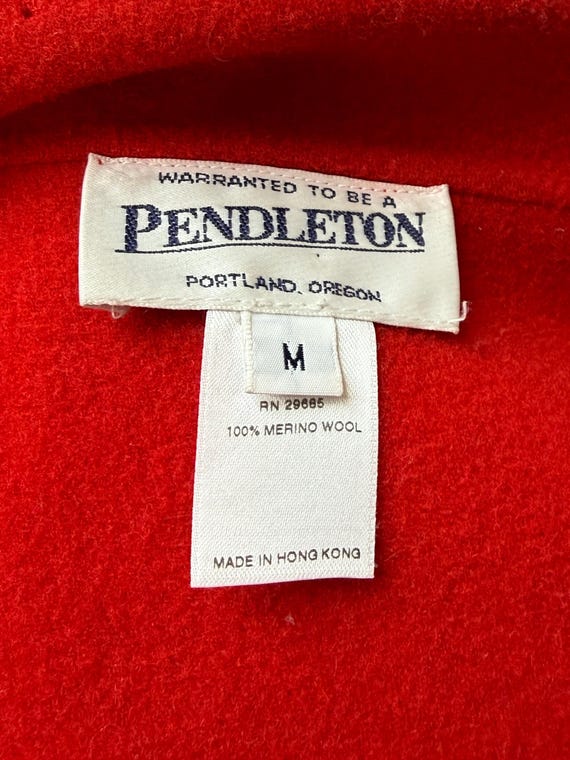 WARRANTED TO BE A
PENDLETON
PORTLAND, OREGON
M
RN 29685
100% MERINO WOOL
MADE IN HONG KONG